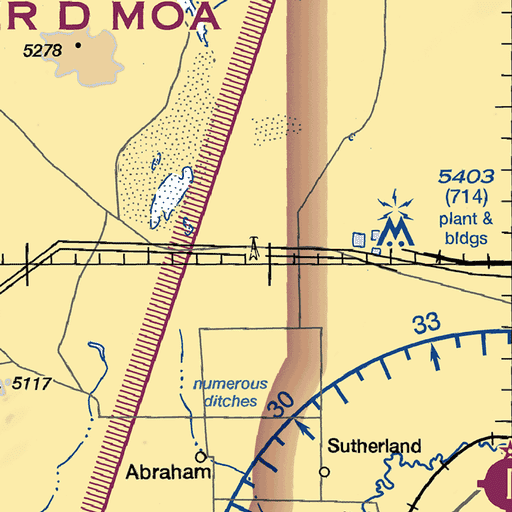 R D MOA
5278
5403
(714)
plant &
bldgs
33
5117
numerous
ditches
30
Sutherland
Abraham